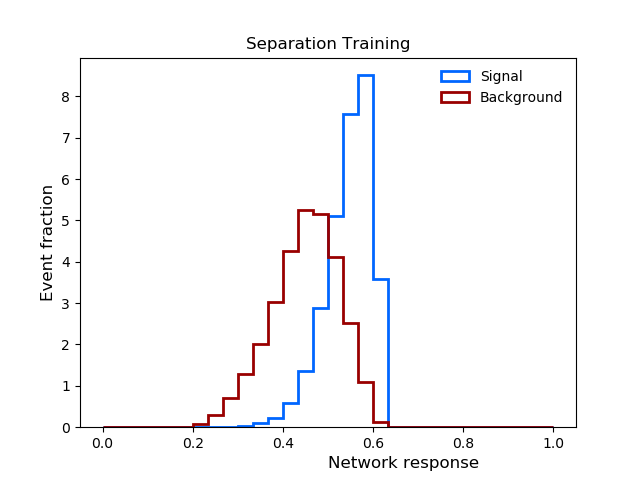 Separation Training
Signal
Background
Event fraction
8
7
6
5
4
3
2
1
0
0.0 0.2 0.4 0.6 0.8 1.0
Network response